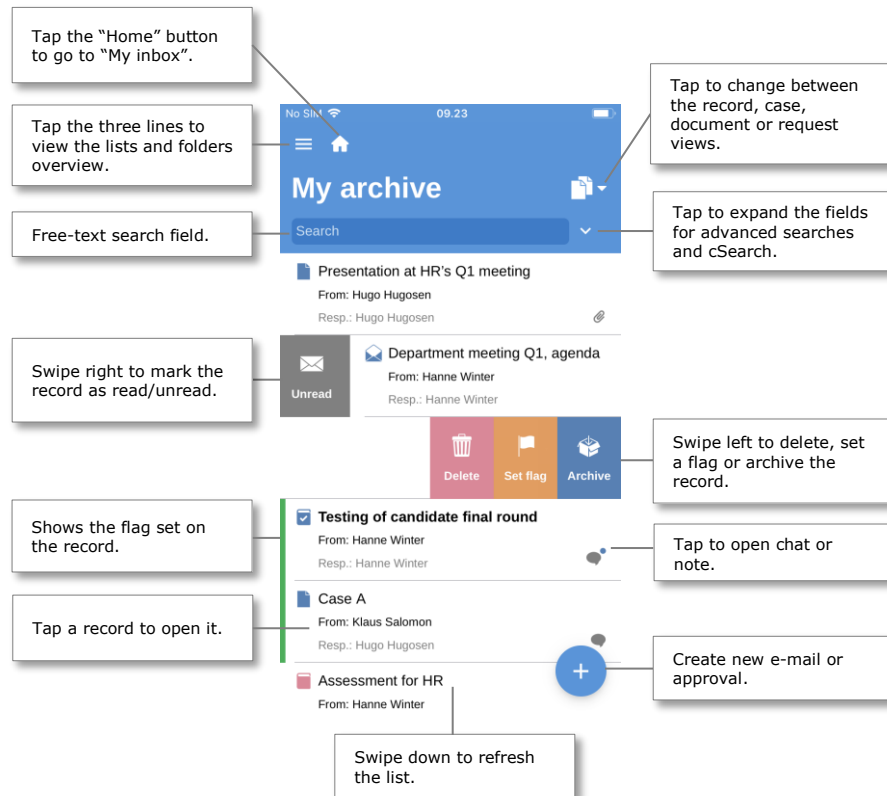 Tap the “Home” button
to go to “My inbox”.
Tap the three lines to
view the lists and folders
overview.
Free-text search field.
Swipe right to mark the
record as read/unread.
Shows the flag set on
the record.
Tap a record to open it.
No SIM
09.23
My archive
Search
Presentation at HR’s Q1 meeting
From: Hugo Hugosen
Resp.: Hugo Hugosen
Unread
Department meeting Q1, agenda
From: Hanne Winter
Resp.: Hanne Winter
Delete
Set flag
Archive
Testing of candidate final round
From: Hanne Winter
Resp.: Hanne Winter
Case A
From: Klaus Salomon
Resp.: Hugo Hugosen
Assessment for HR
From: Hanne Winter
Swipe down to refresh
the list.
Tap to change between
the record, case,
document or request
views.
Tap to expand the fields
for advanced searches
and cSearch.
Swipe left to delete, set
a flag or archive the
record.
Tap to open chat or
note.
Create new e-mail or
approval.